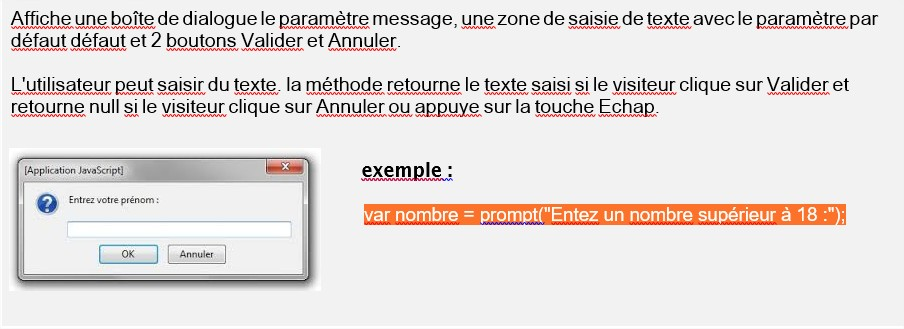 Affiche une boîte de dialogue le paramètre message, une zone de saisie de texte avec le paramètre par
défaut défaut et 2 boutons Valider et Annuler.
L'utilisateur peut saisir du texte. la méthode retourne le texte saisi si le visiteur clique sur Valider et
retourne null si le visiteur clique sur Annuler ou appuye sur la touche Echap.
[Application JavaScript]
Entrez votre prénom :
OK
Annuler
exemple :
var nombre = prompt("Entez un nombre supérieur à 18 :");